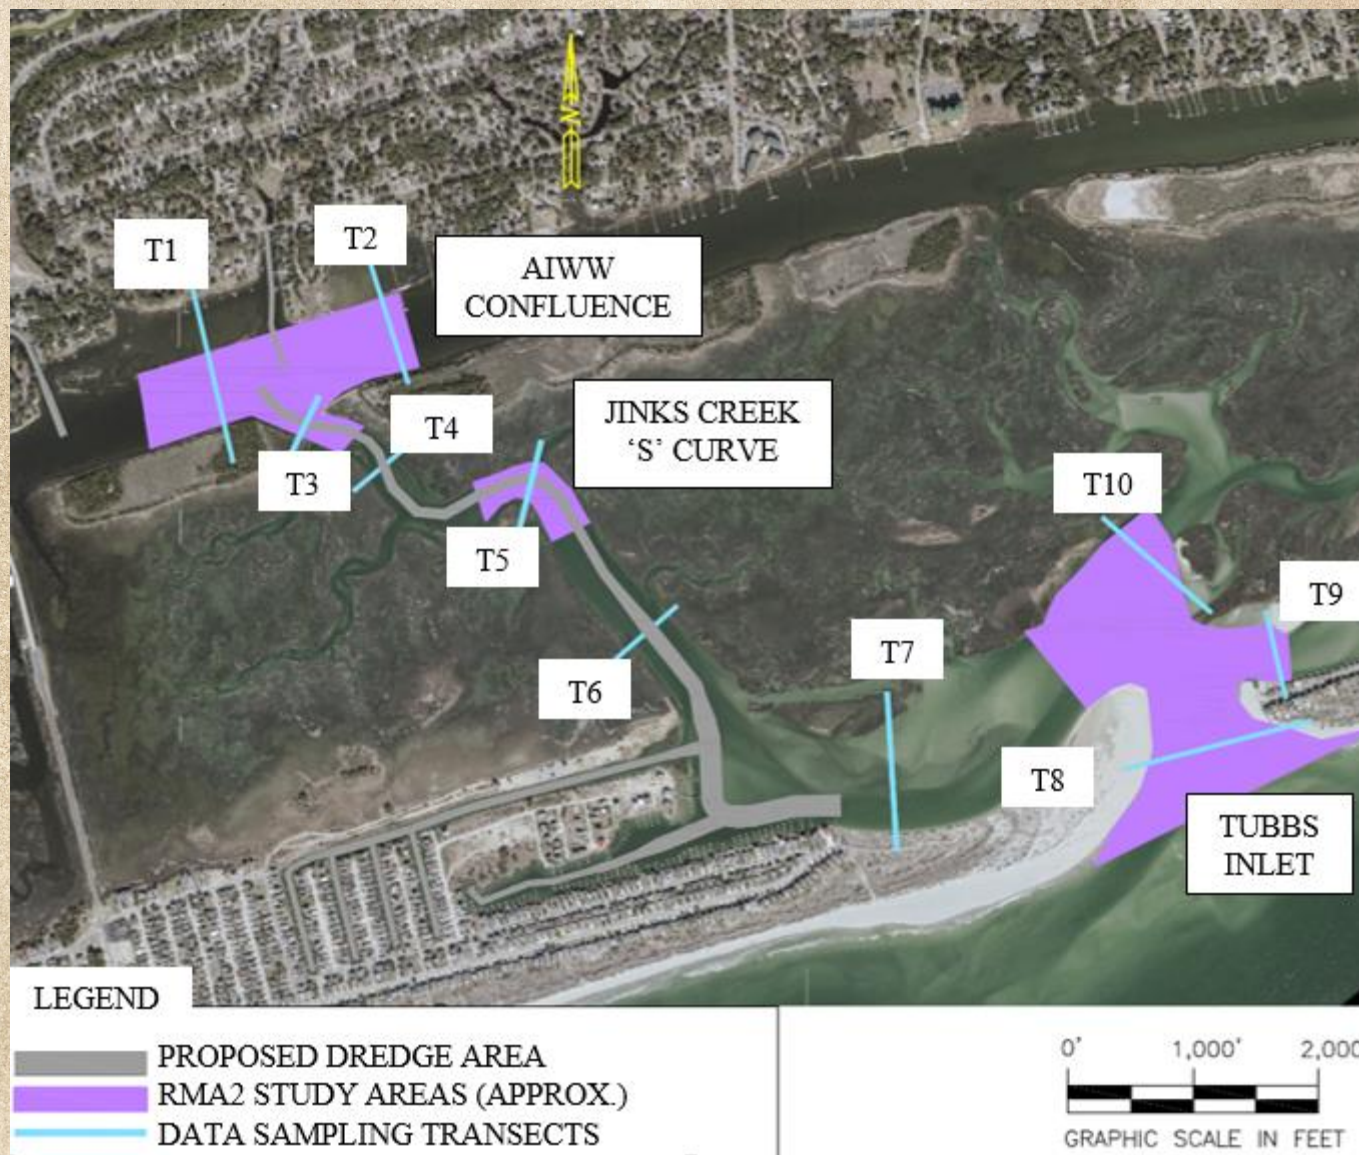 N
T1
T2
AIWW
CONFLUENCE
JINKS CREEK
‘S’ CURVE
T4
T3
T5
T10
T9
T7
T6
T8
TUBBS
INLET
LEGEND
PROPOSED DREDGE AREA
RMA2 STUDY AREAS (APPROX.)
DATA SAMPLING TRANSECTS
0' 1,000' 2,000
GRAPHIC SCALE IN FEET